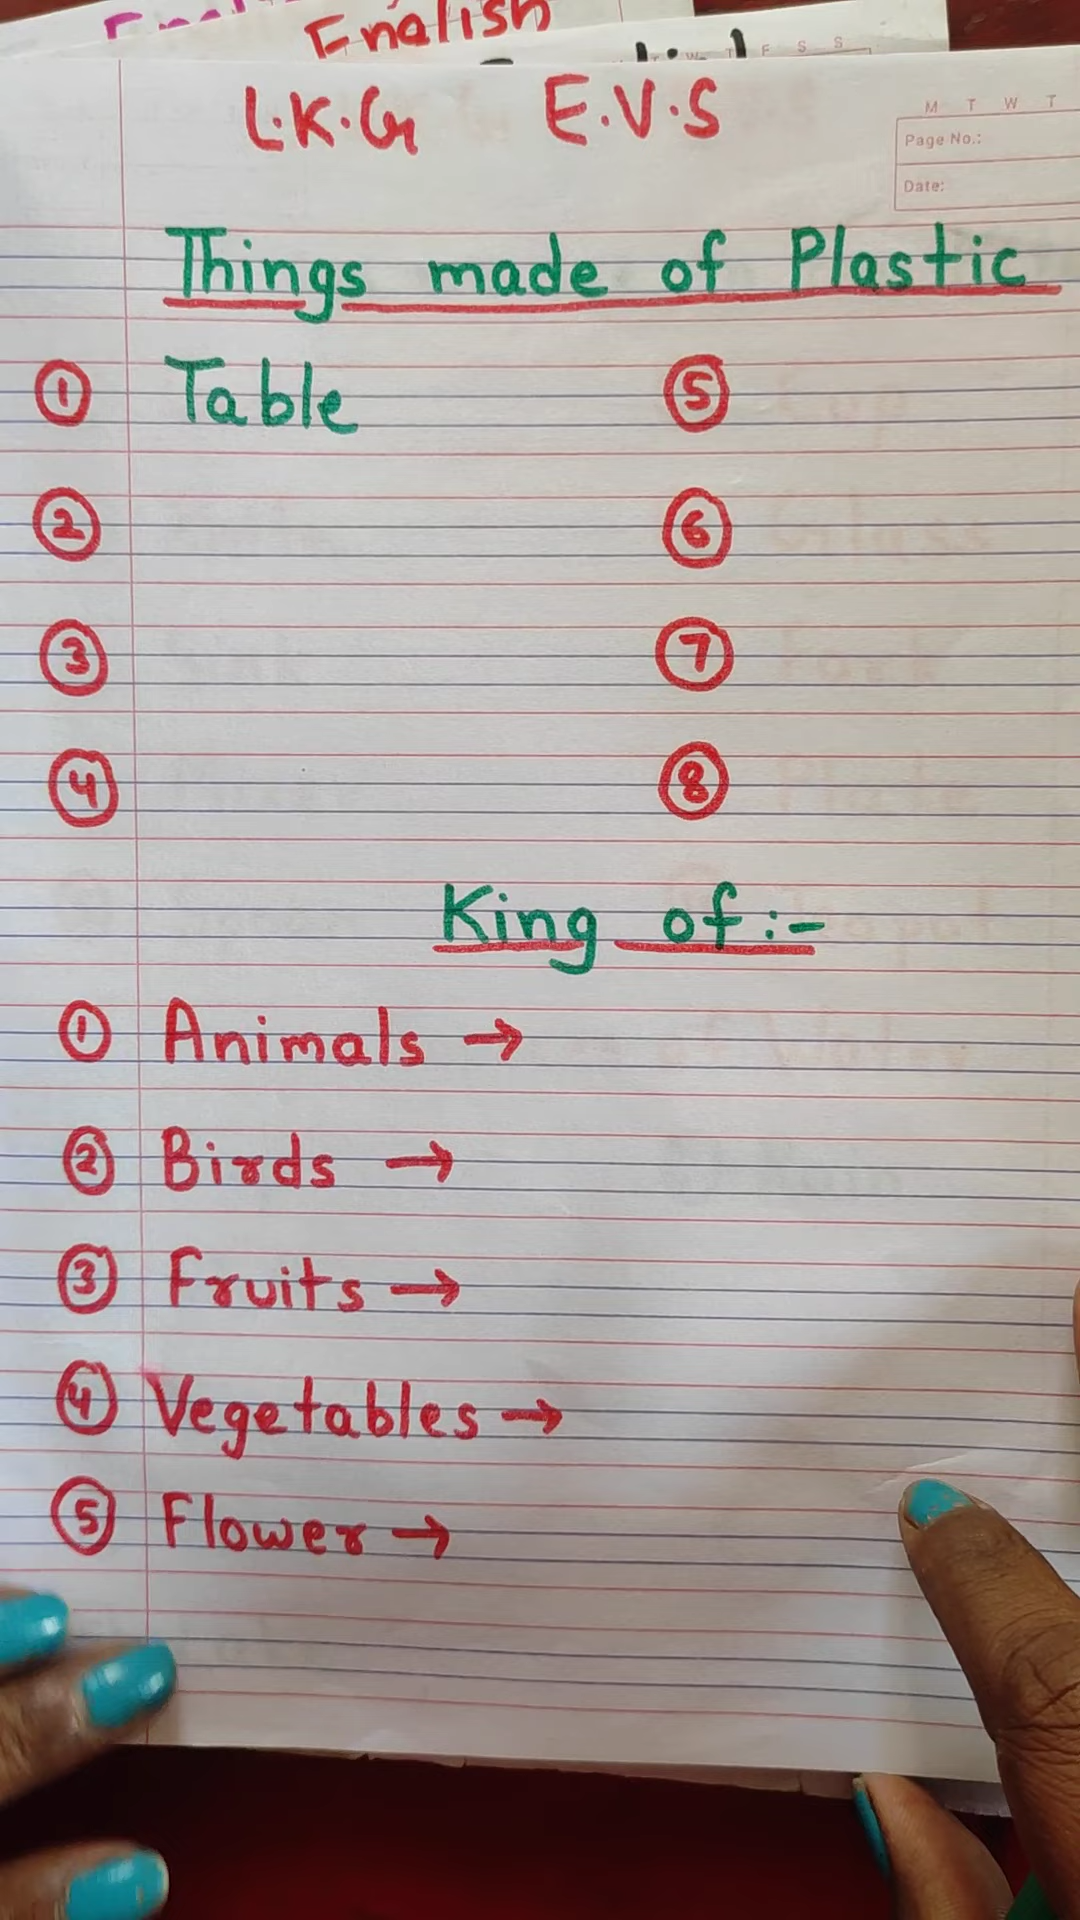 English
M T W T F S S
L.K.G E.V.S
M T W T
Page No.:
Date:
Things made of Plastic
① Table ⑤
② ⑥
③ ⑦
④ ⑧
King of :-
① Animals →
② Birds →
③ Fruits →
④ Vegetables →
⑤ Flower →